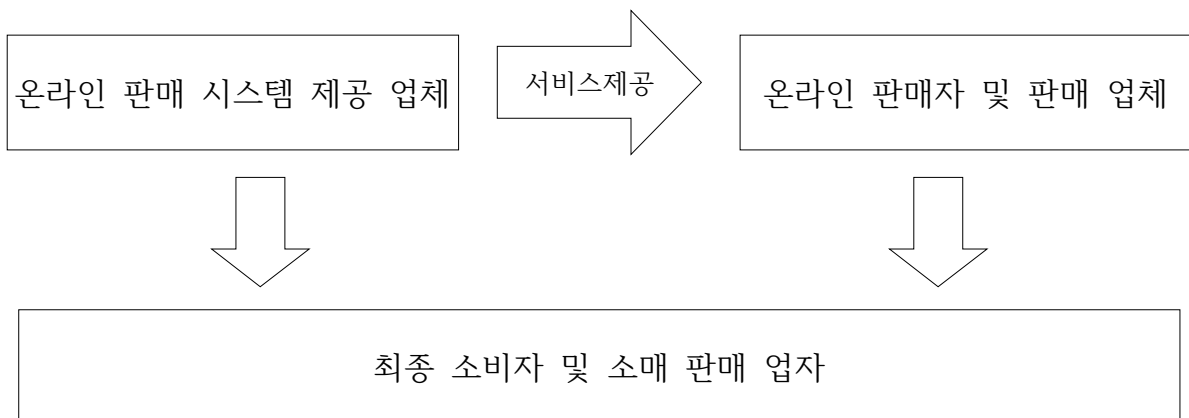 온라인 판매 시스템 제공 업체
서비스제공
온라인 판매자 및 판매 업체
최종 소비자 및 소매 판매 업자